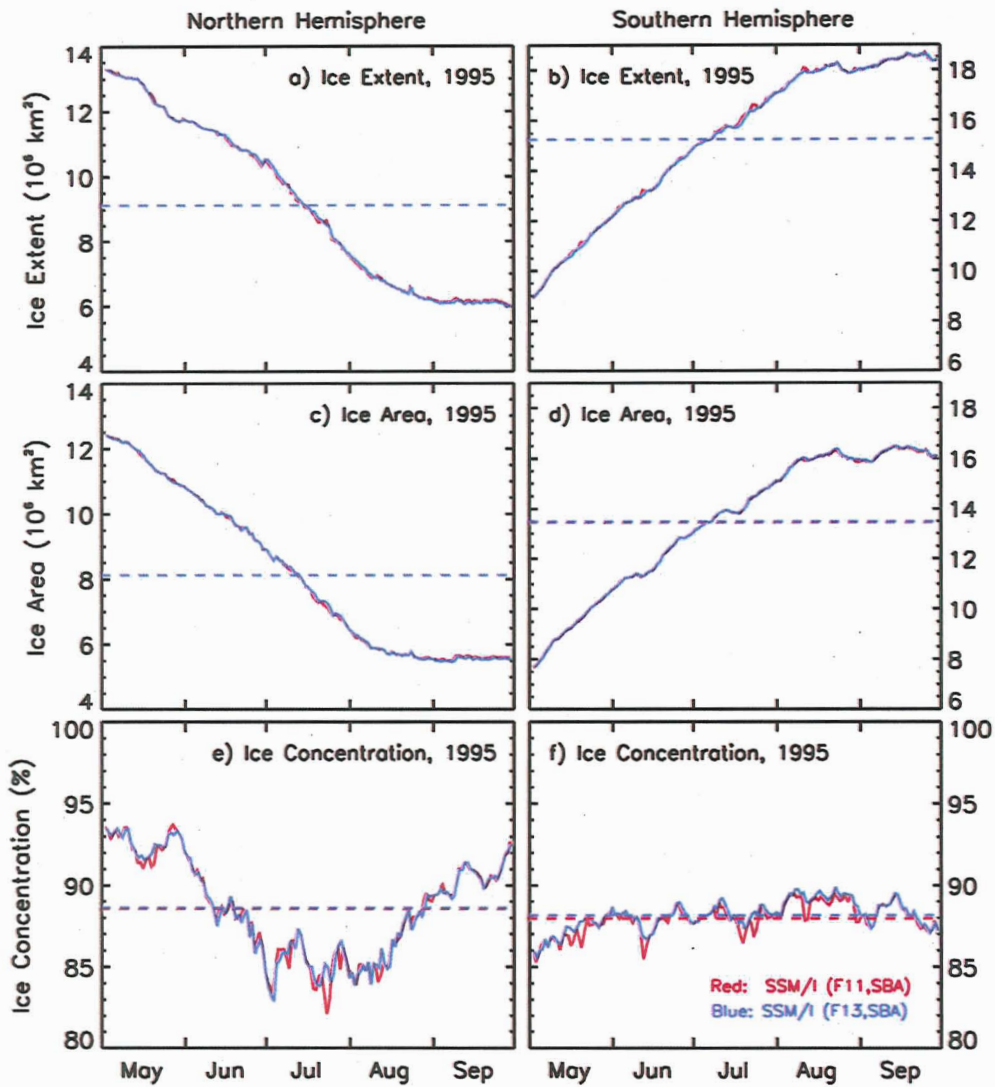 Northern Hemisphere
Southern Hemisphere
a) Ice Extent, 1995
b) Ice Extent, 1995
Ice Extent (10⁶ km²)
14
12
10
8
6
4
18
16
14
12
10
8
6
c) Ice Area, 1995
d) Ice Area, 1995
Ice Area (10⁶ km²)
12
10
8
6
4
18
16
14
12
10
8
6
e) Ice Concentration, 1995
f) Ice Concentration, 1995
Ice Concentration (%)
100
95
90
85
80
100
95
90
85
80
Red: SSM/I (F11,SBA)
Blue: SSM/I (F13,SBA)
May Jun Jul Aug Sep
May Jun Jul Aug Sep